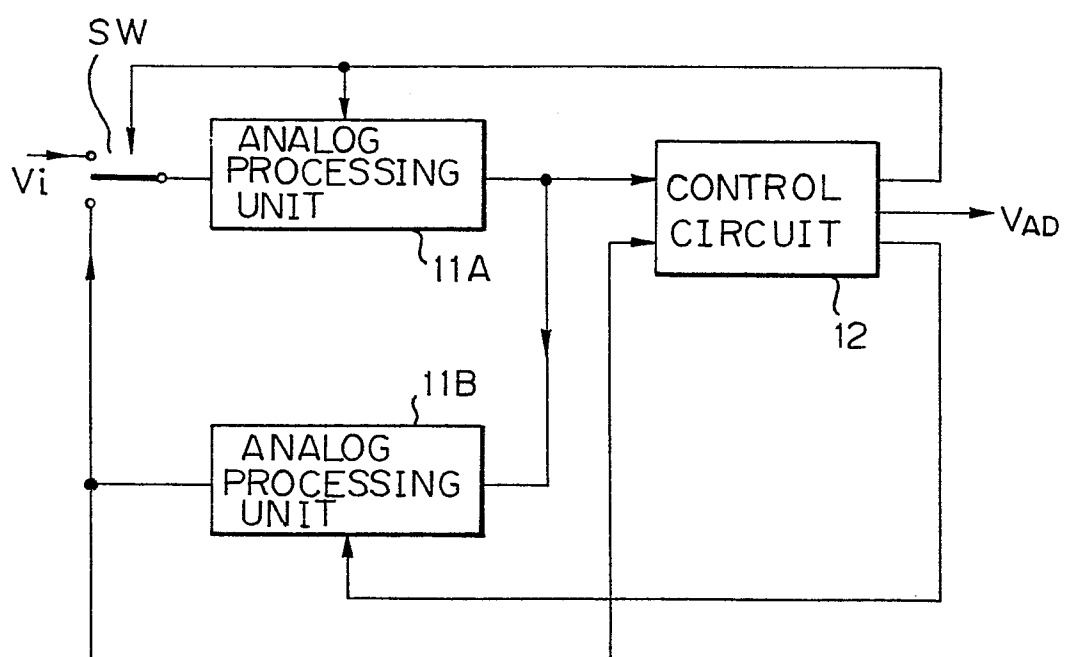 SW
Vi
ANALOG
PROCESSING
UNIT
11A
CONTROL
CIRCUIT
12
VAD
11B
ANALOG
PROCESSING
UNIT